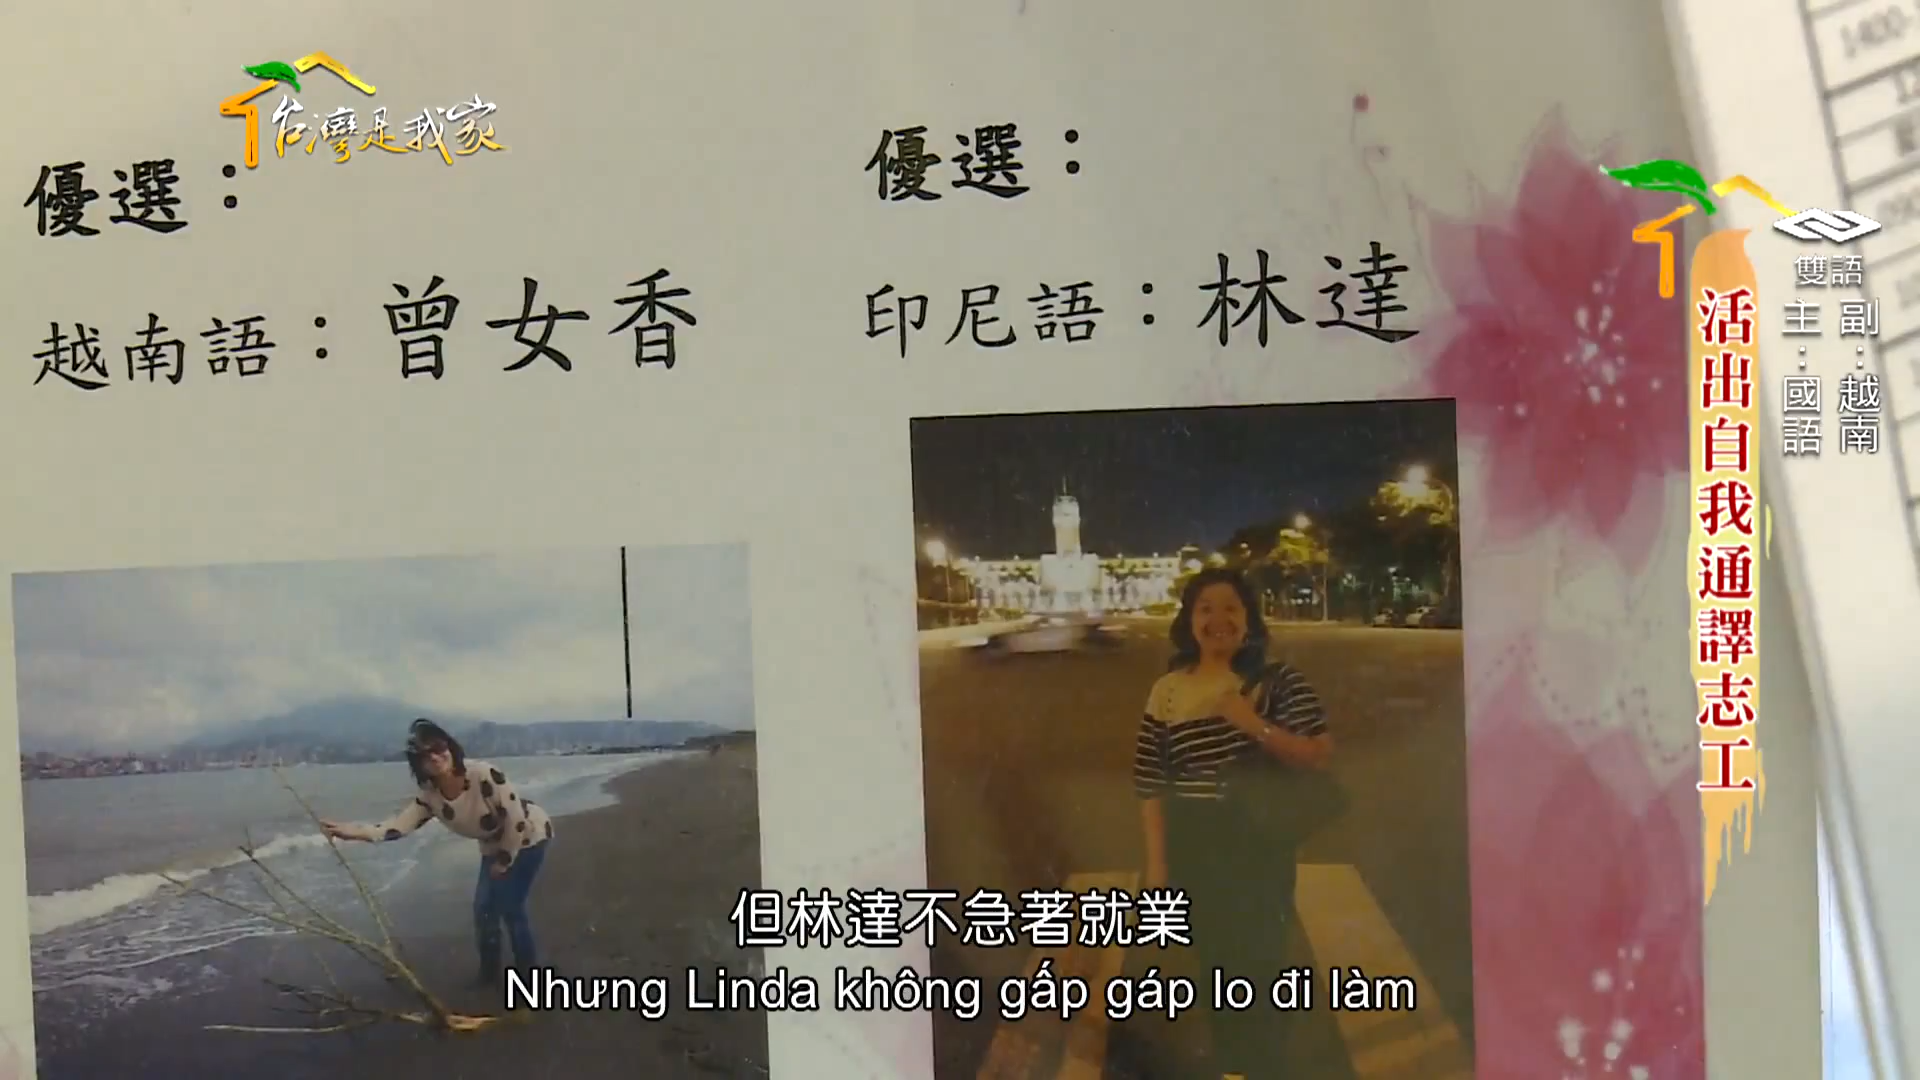 台灣是我家
優選：
越南語：曾女香
優選：
印尼語：林達
1400-
雙語
主：國語
副：越南
活出自我通譯志工
但林達不急著就業
Nhưng Linda không gấp gáp lo đi làm